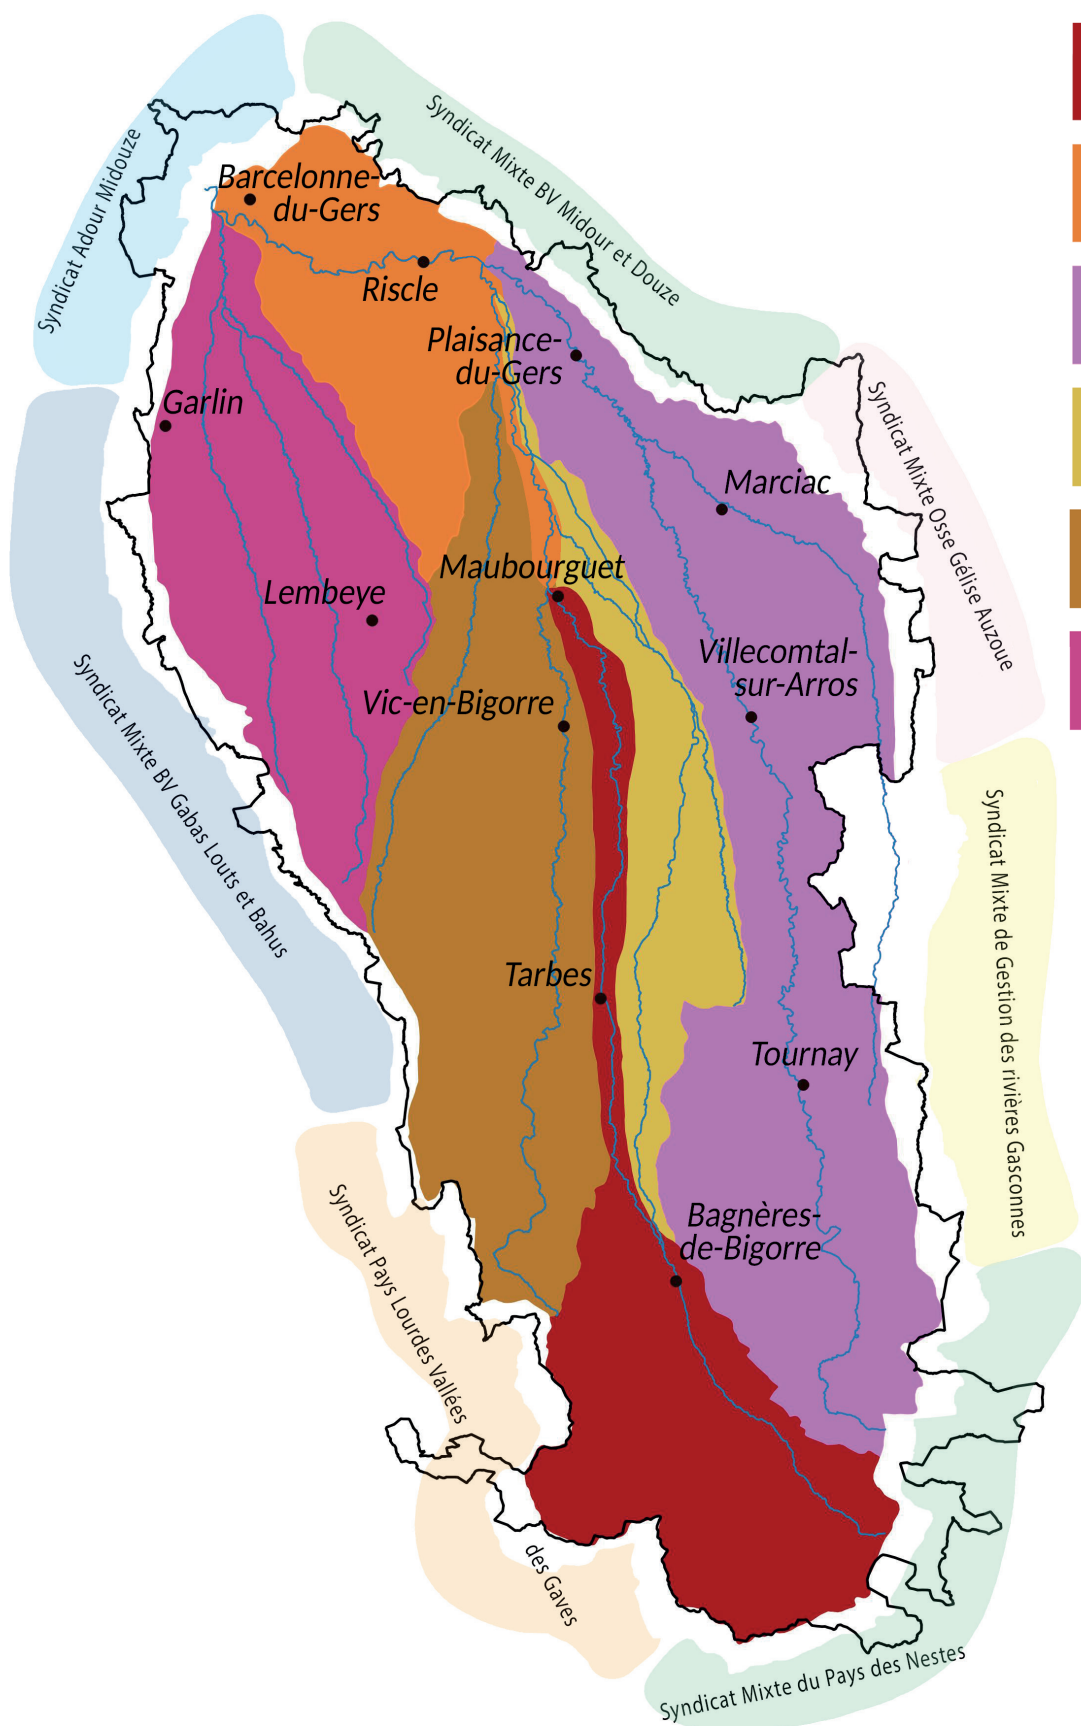 Syndicat Adour Midouze
Syndicat Mixte BV Midour et Douze
Barcelonne-
du-Gers
Riscle
Plaisance-
du-Gers
Garlin
Syndicat Mixte Osse Gélise Auzoue
Marciac
Maubourguet
Lembeye
Villecomtal-
sur-Arros
Vic-en-Bigorre
Syndicat Mixte BV Gabas Louts et Bahus
Syndicat Mixte de Gestion des rivières Gasconnes
Tarbes
Tournay
Bagnères-
de-Bigorre
Syndicat Pays Lourdes Vallées
des Gaves
Syndicat Mixte du Pays des Nestes